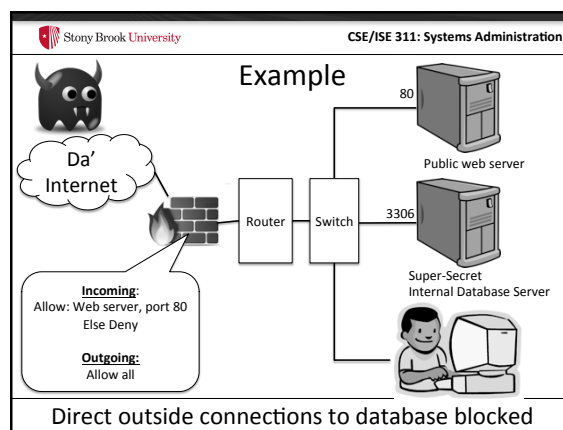 Stony Brook University
CSE/ISE 311: Systems Administration
Example
Da’
Internet
80
Public web server
Router
Switch
3306
Super-Secret
Internal Database Server
Incoming:
Allow: Web server, port 80
Else Deny
Outgoing:
Allow all
Direct outside connections to database blocked